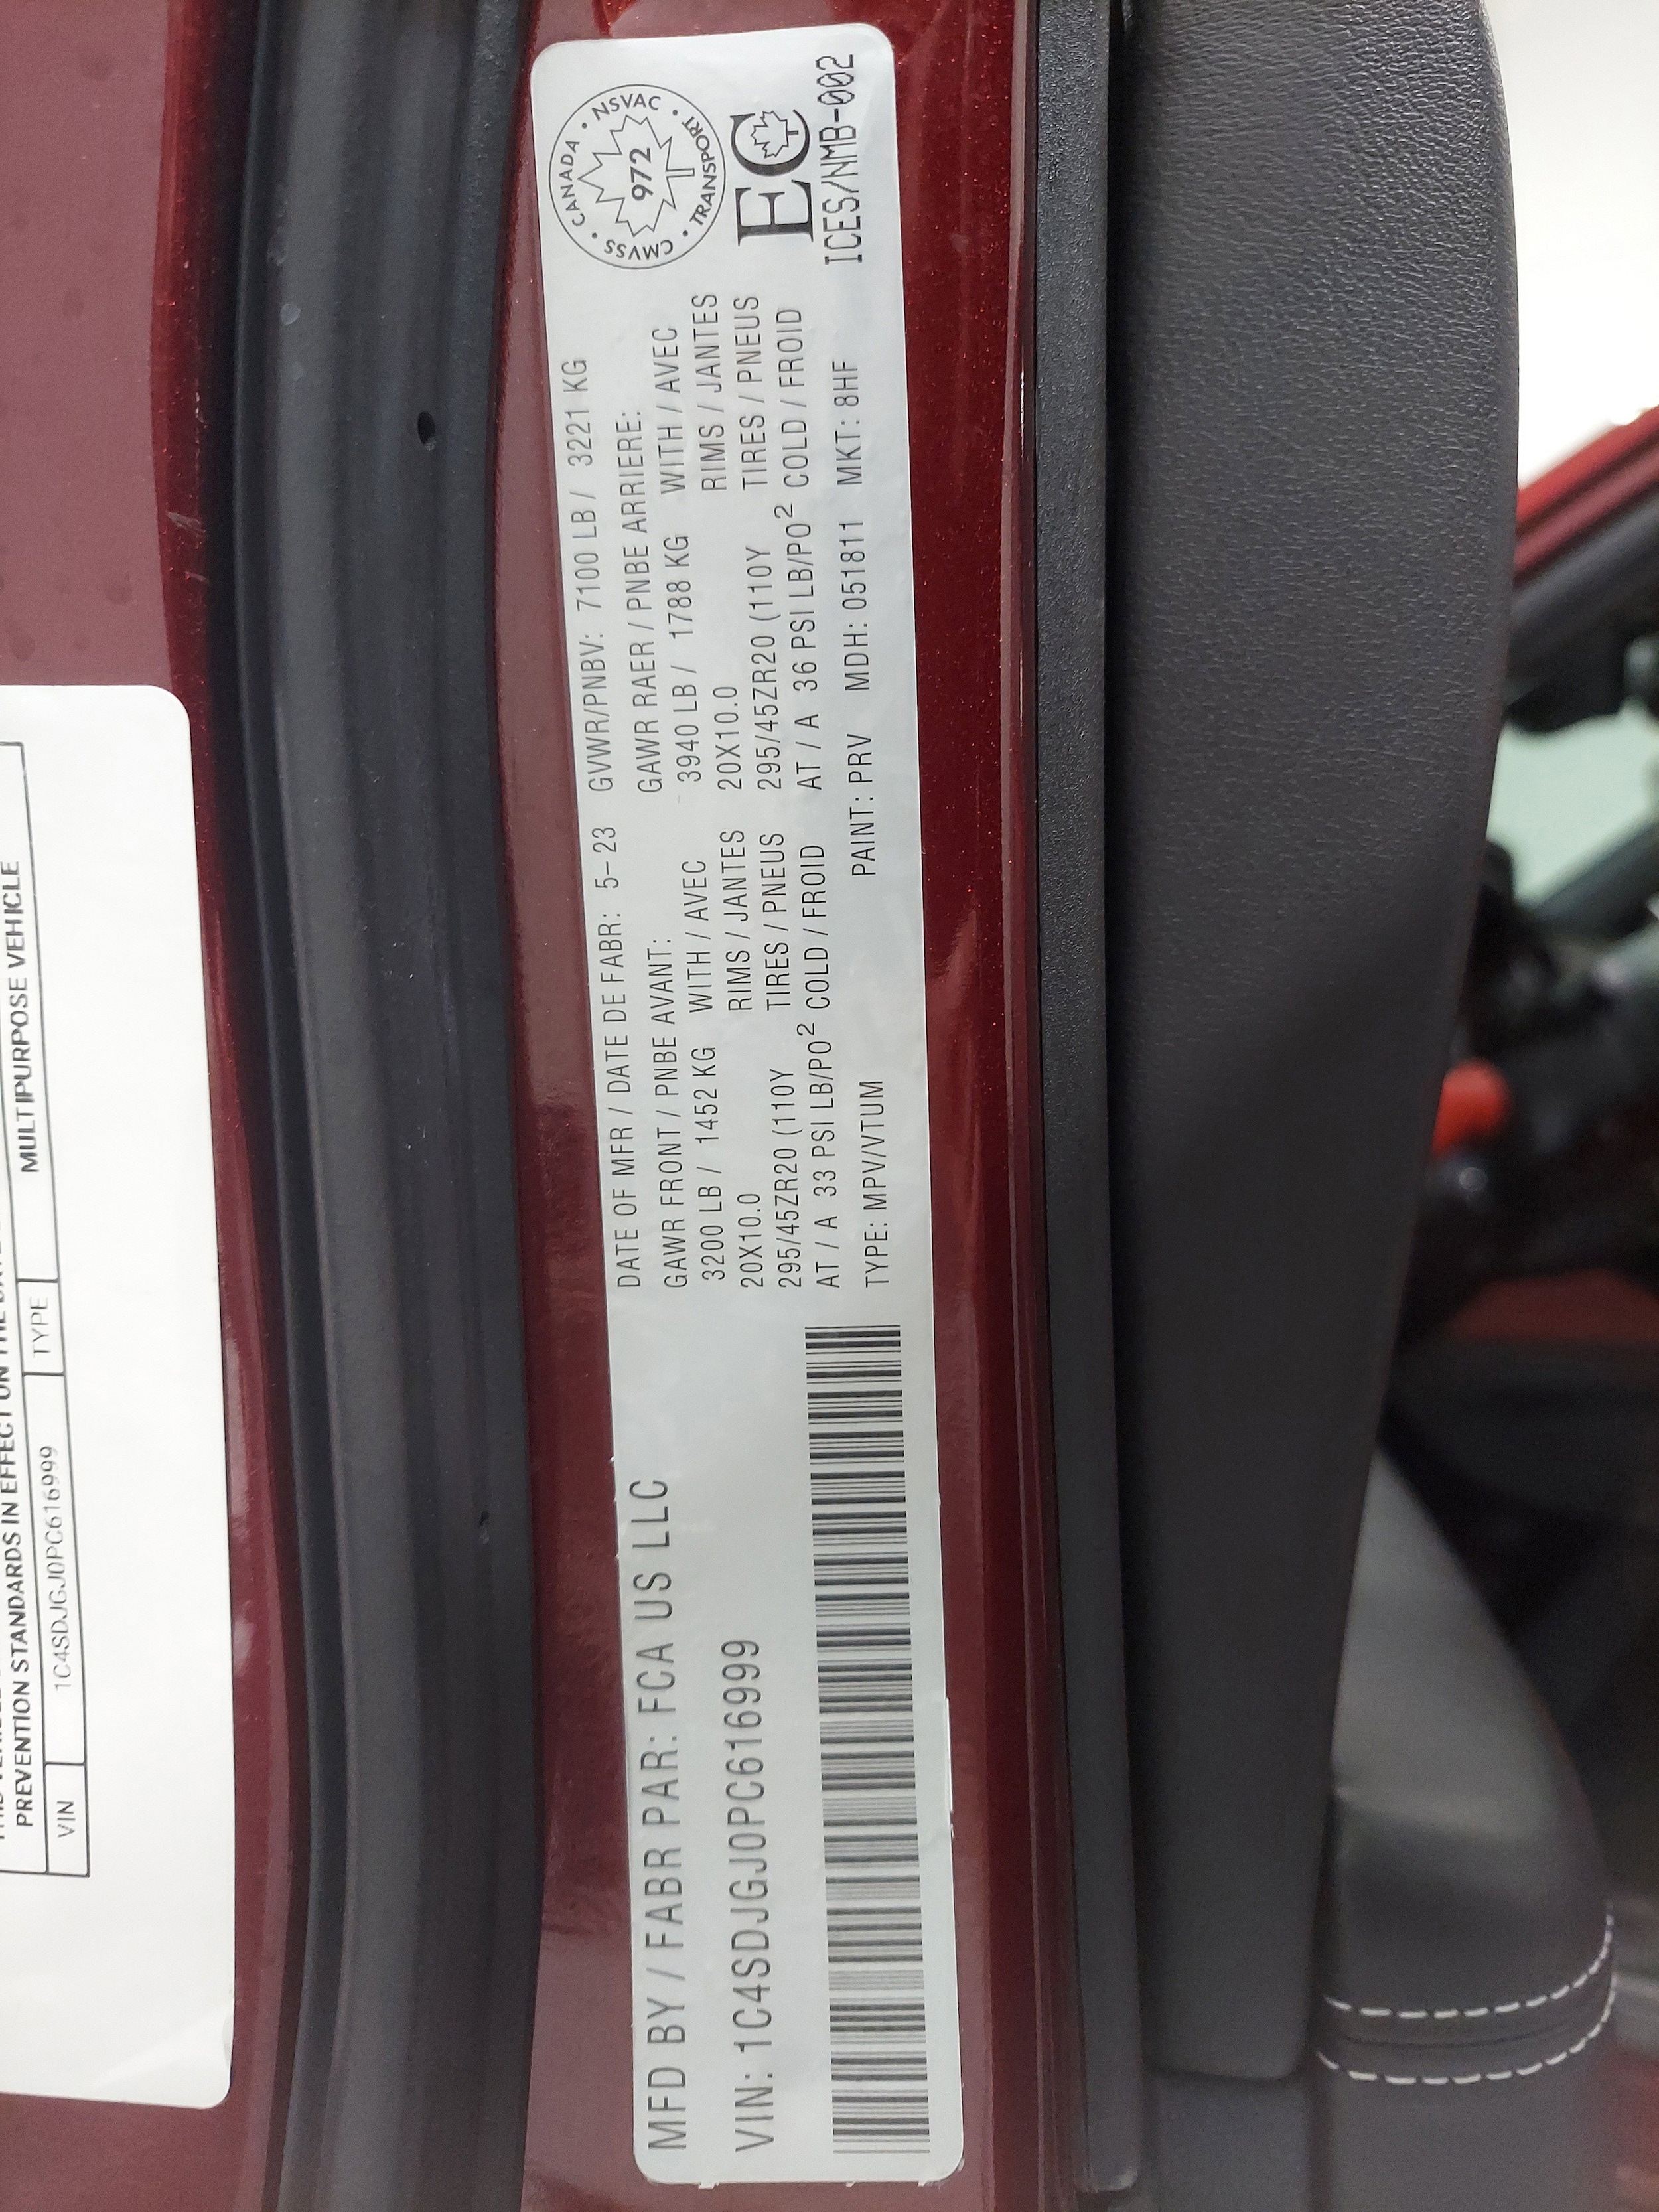 PREVENTION STANDARDS IN EFFECT ON THE
VIN 1C4SDJGJ0PC616999 TYPE MULTIPURPOSE VEHICLE
MFD BY / FABR PAR: FCA US LLC
VIN: 1C4SDJGJ0PC616999
DATE OF MFR / DATE DE FABR: 5-23 GVWR/PNBV: 7100 LB / 3221 KG
GAWR FRONT / PNBE AVANT:
3200 LB / 1452 KG WITH / AVEC
20X10.0 RIMS / JANTES
295/45ZR20 (110Y TIRES / PNEUS
AT / A 33 PSI LB/PO² COLD / FROID
GAWR RAER / PNBE ARRIERE:
3940 LB / 1788 KG WITH / AVEC
20X10.0 RIMS / JANTES
295/45ZR20 (110Y TIRES / PNEUS
AT / A 36 PSI LB/PO² COLD / FROID
TYPE: MPV/VTUM PAINT: PRV MDH: 051811 MKT: 8HF
CMVSS • CANADA • NSVAC • TRANSPORT •
972
EC
ICES/NMB-002